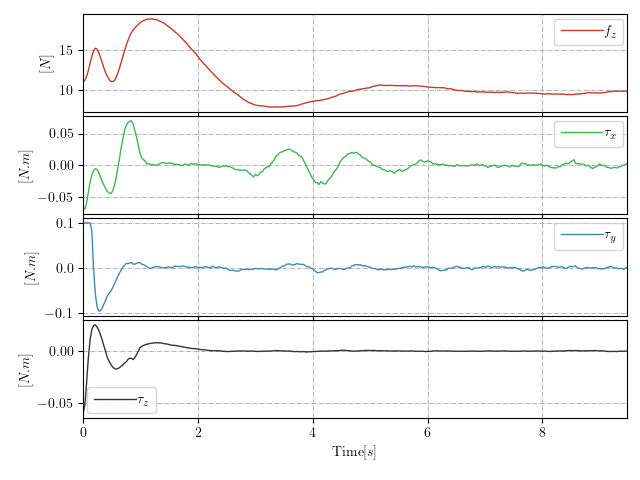 15
10
[N]
f_z
0.05
0.00
−0.05
[N.m]
τ_x
0.1
0.0
−0.1
[N.m]
τ_y
0.00
−0.05
[N.m]
τ_z
0 2 4 6 8
Time[s]